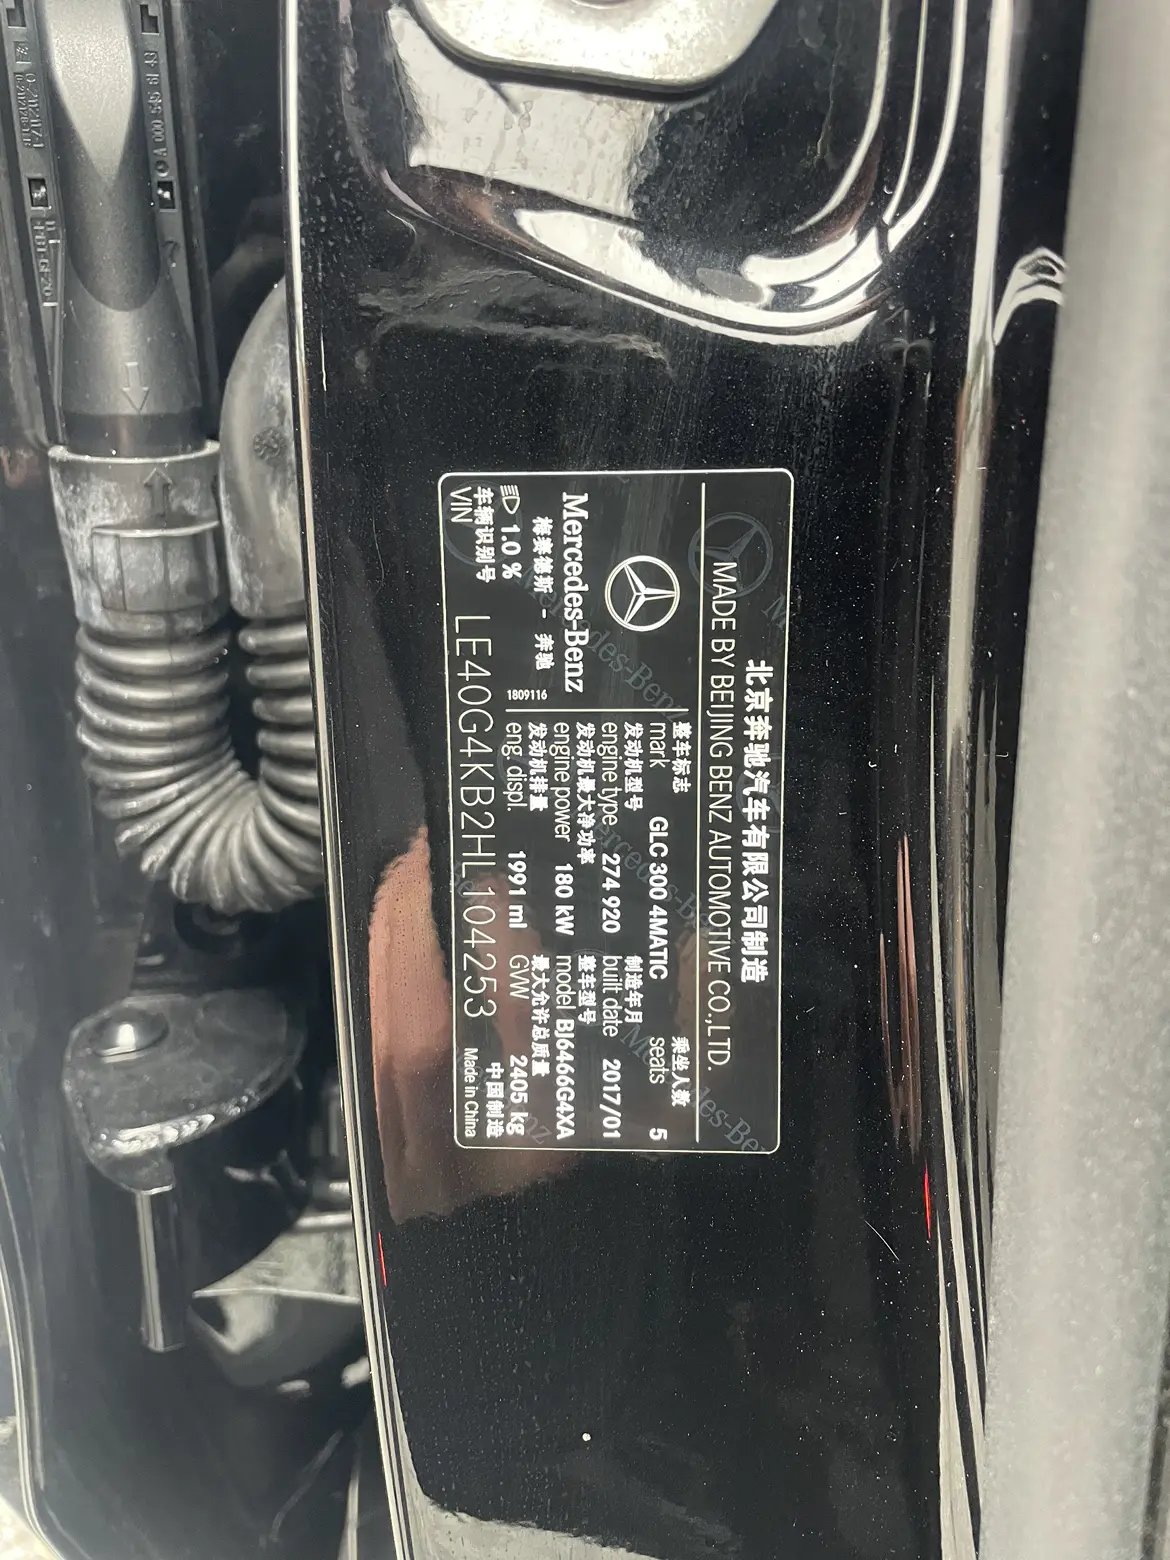 北京奔驰汽车有限公司制造
MADE BY BEIJING BENZ AUTOMOTIVE CO.,LTD.
Mercedes-Benz
梅赛德斯 - 奔驰
1.0 %
1809116
整车标志
mark GLC 300 4MATIC
乘坐人数
seats 5
发动机型号
engine type 274 920
制造年月
built date 2017/01
发动机最大净功率
engine power 180 kW
整车型号
model BJ6466G4XA
发动机排量
eng. displ. 1991 ml
最大允许总质量
GVW 2405 kg
车辆识别号
VIN LE40G4KB2HL104253
中国制造
Made in China